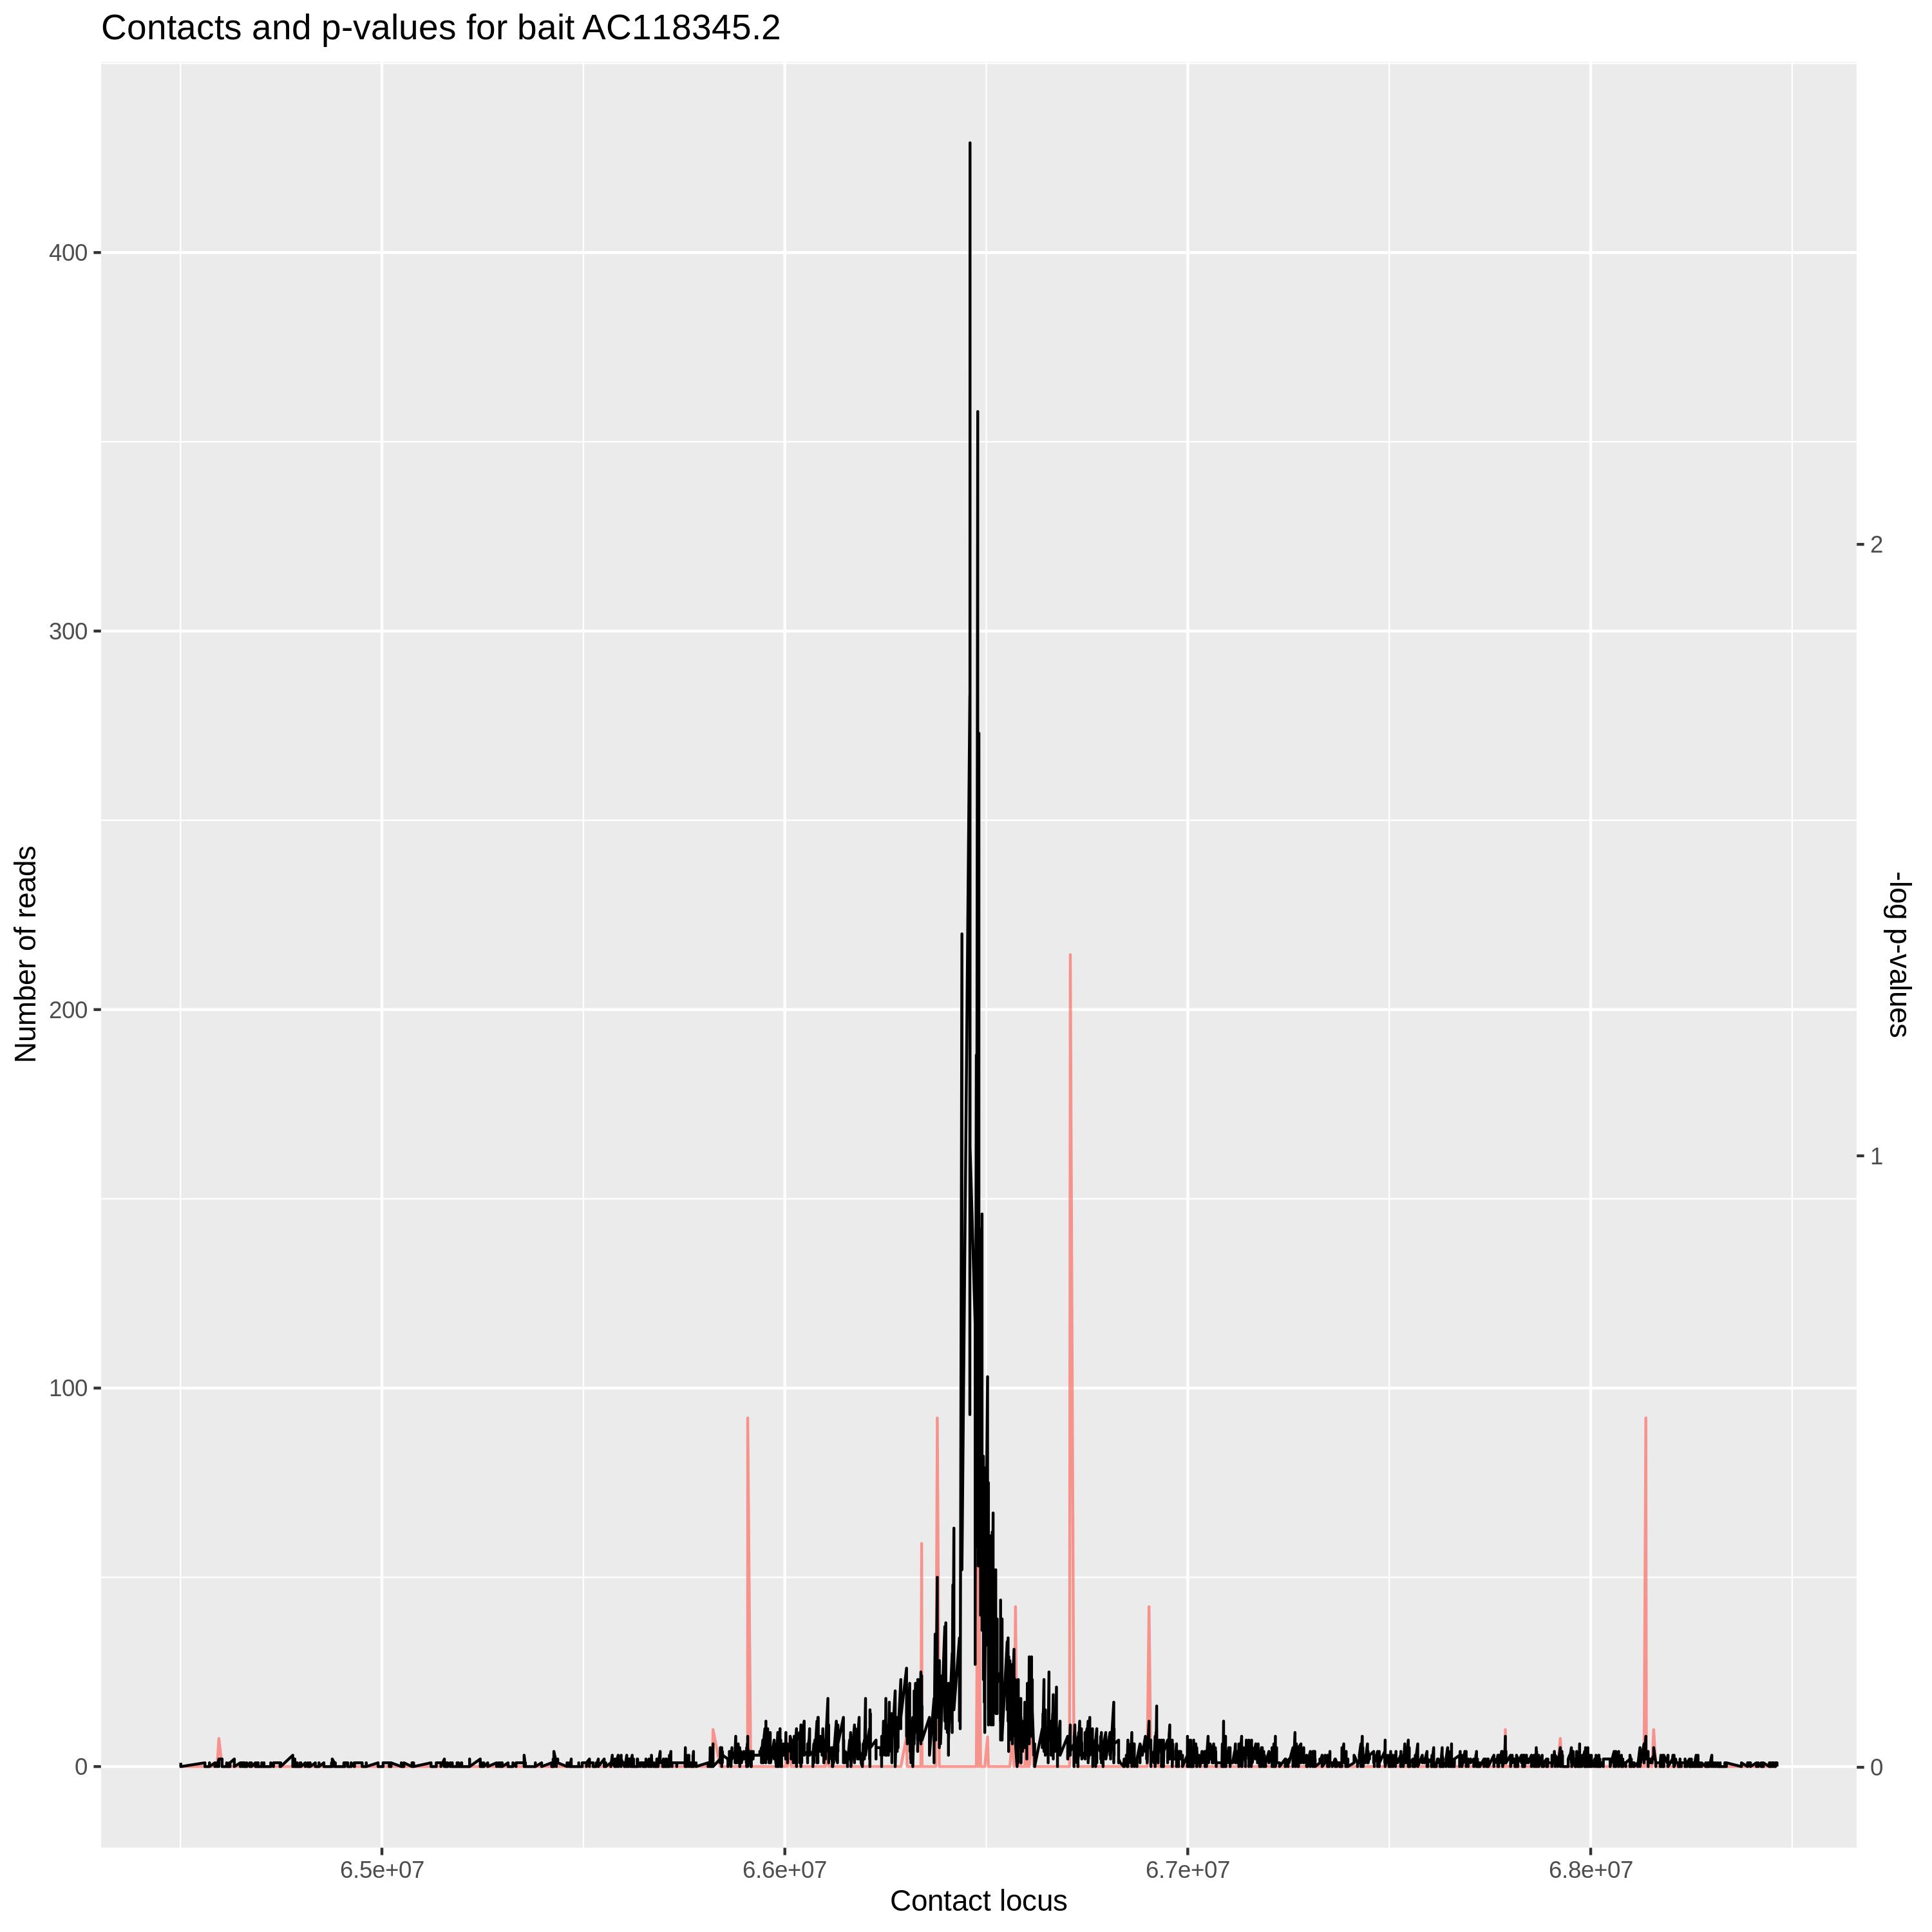 Contacts and p-values for bait AC118345.2
400
300
200
100
0
Number of reads
2
1
0
-log p-values
6.5e+07
6.6e+07
6.7e+07
6.8e+07
Contact locus